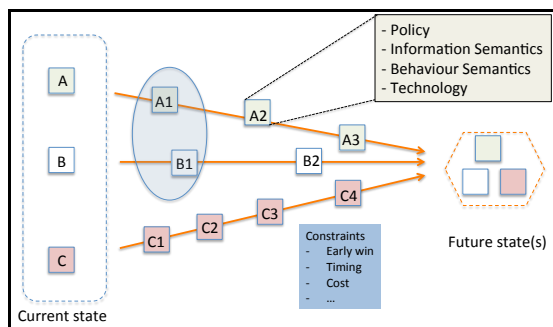 - Policy
- Information Semantics
- Behaviour Semantics
- Technology
A
A1
A2
A3
B
B1
B2
C4
C3
C2
C1
C
Constraints
- Early win
- Timing
- Cost
- ...
Future state(s)
Current state